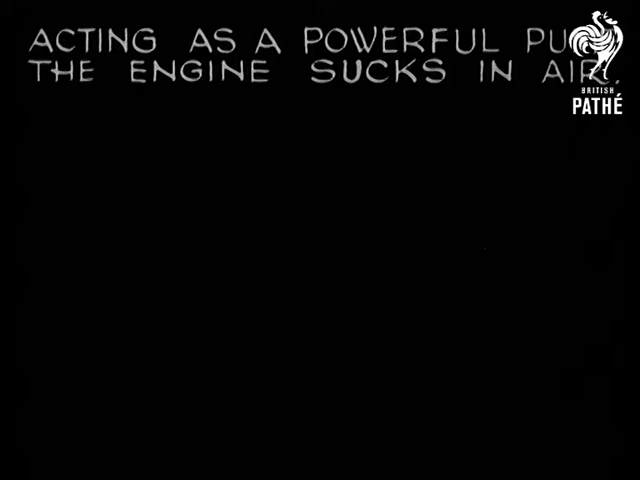 ACTING AS A POWERFUL PU
THE ENGINE SUCKS IN AIR.
BRITISH
PATHÉ